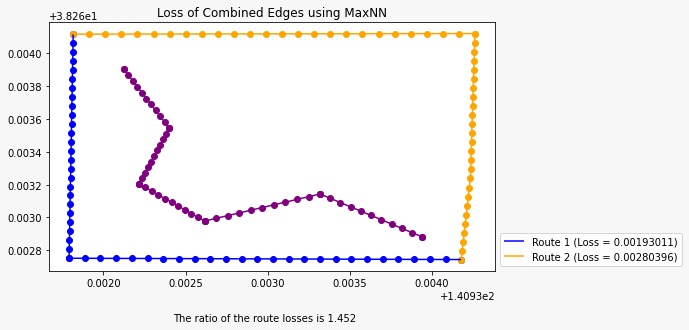 Loss of Combined Edges using MaxNN
+3.826e1
0.0040
0.0038
0.0036
0.0034
0.0032
0.0030
0.0028
0.0020
0.0025
0.0030
0.0035
0.0040
+1.4093e2
Route 1 (Loss = 0.00193011)
Route 2 (Loss = 0.00280396)
The ratio of the route losses is 1.452